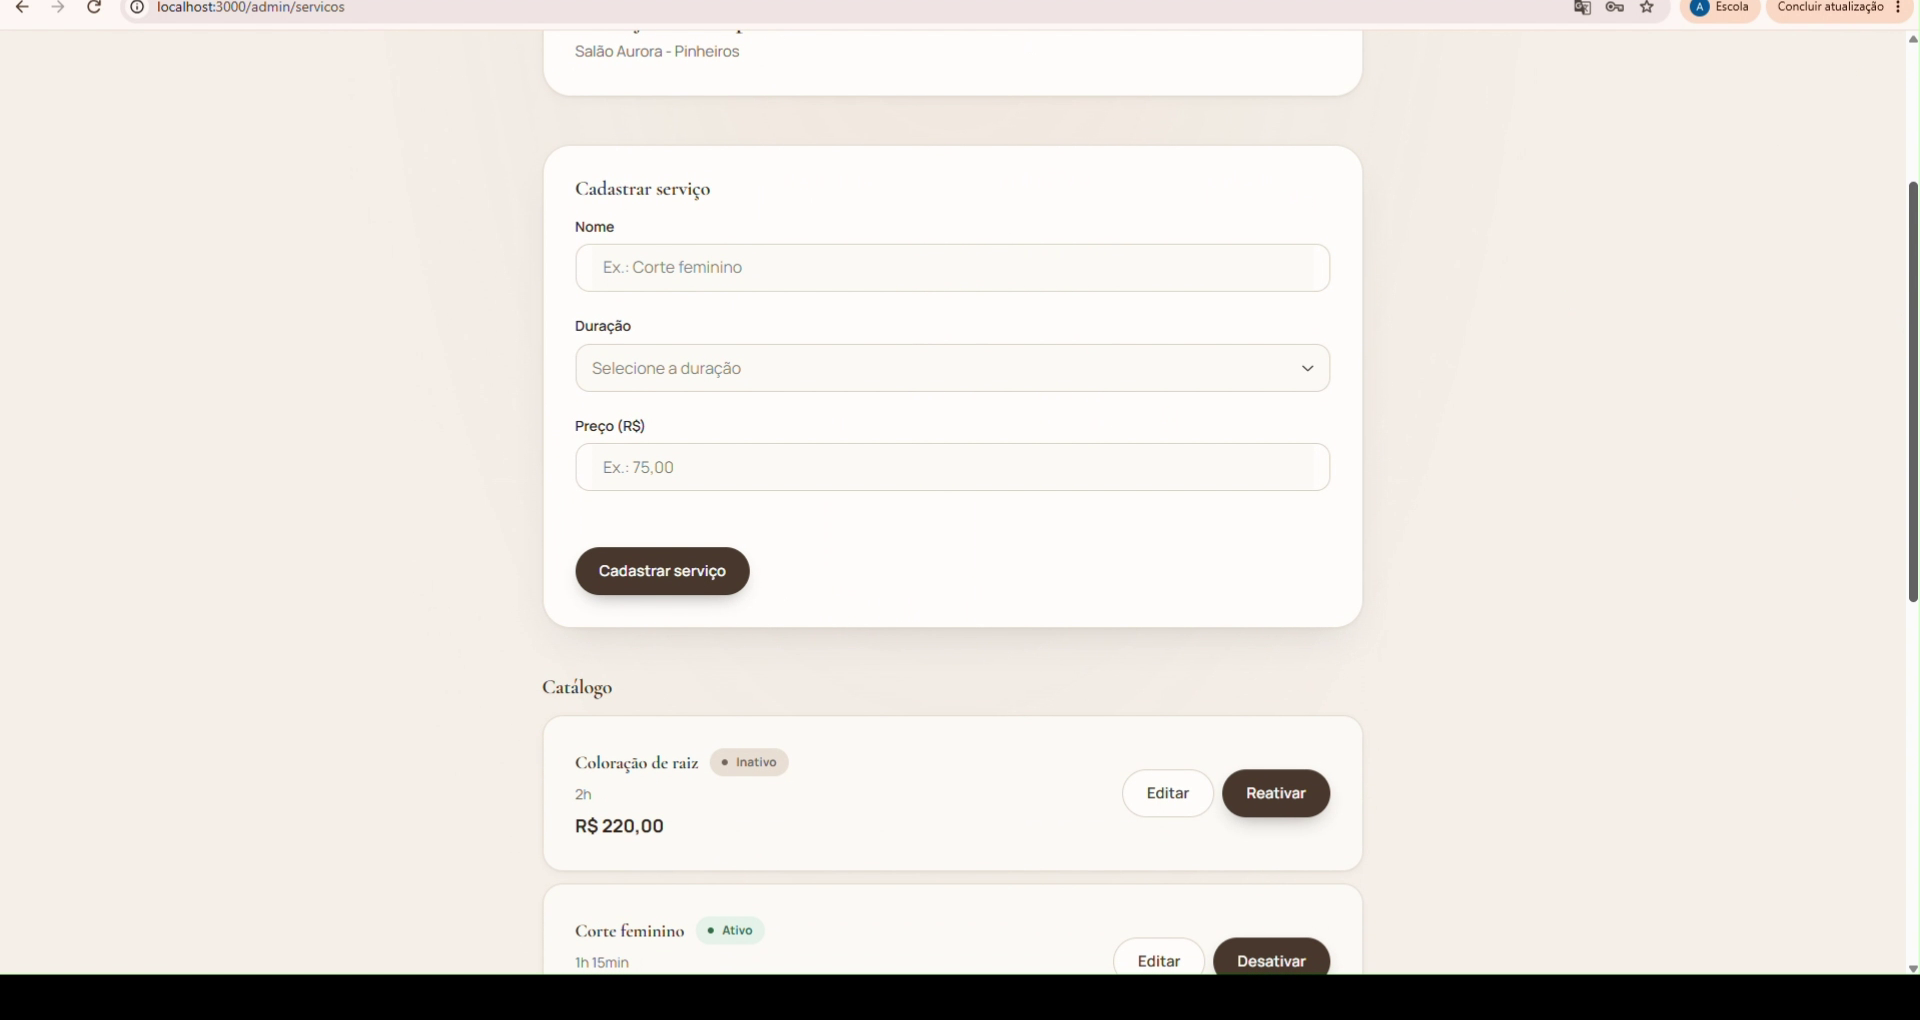 localhost:3000/admin/servicos
A Escola
Concluir atualização
Salão Aurora - Pinheiros
Cadastrar serviço
Nome
Ex.: Corte feminino
Duração
Selecione a duração
Preço (R$)
Ex.: 75,00
Cadastrar serviço
Catálogo
Coloração de raiz
Inativo
2h
R$ 220,00
Editar
Reativar
Corte feminino
Ativo
1h 15min
Editar
Desativar